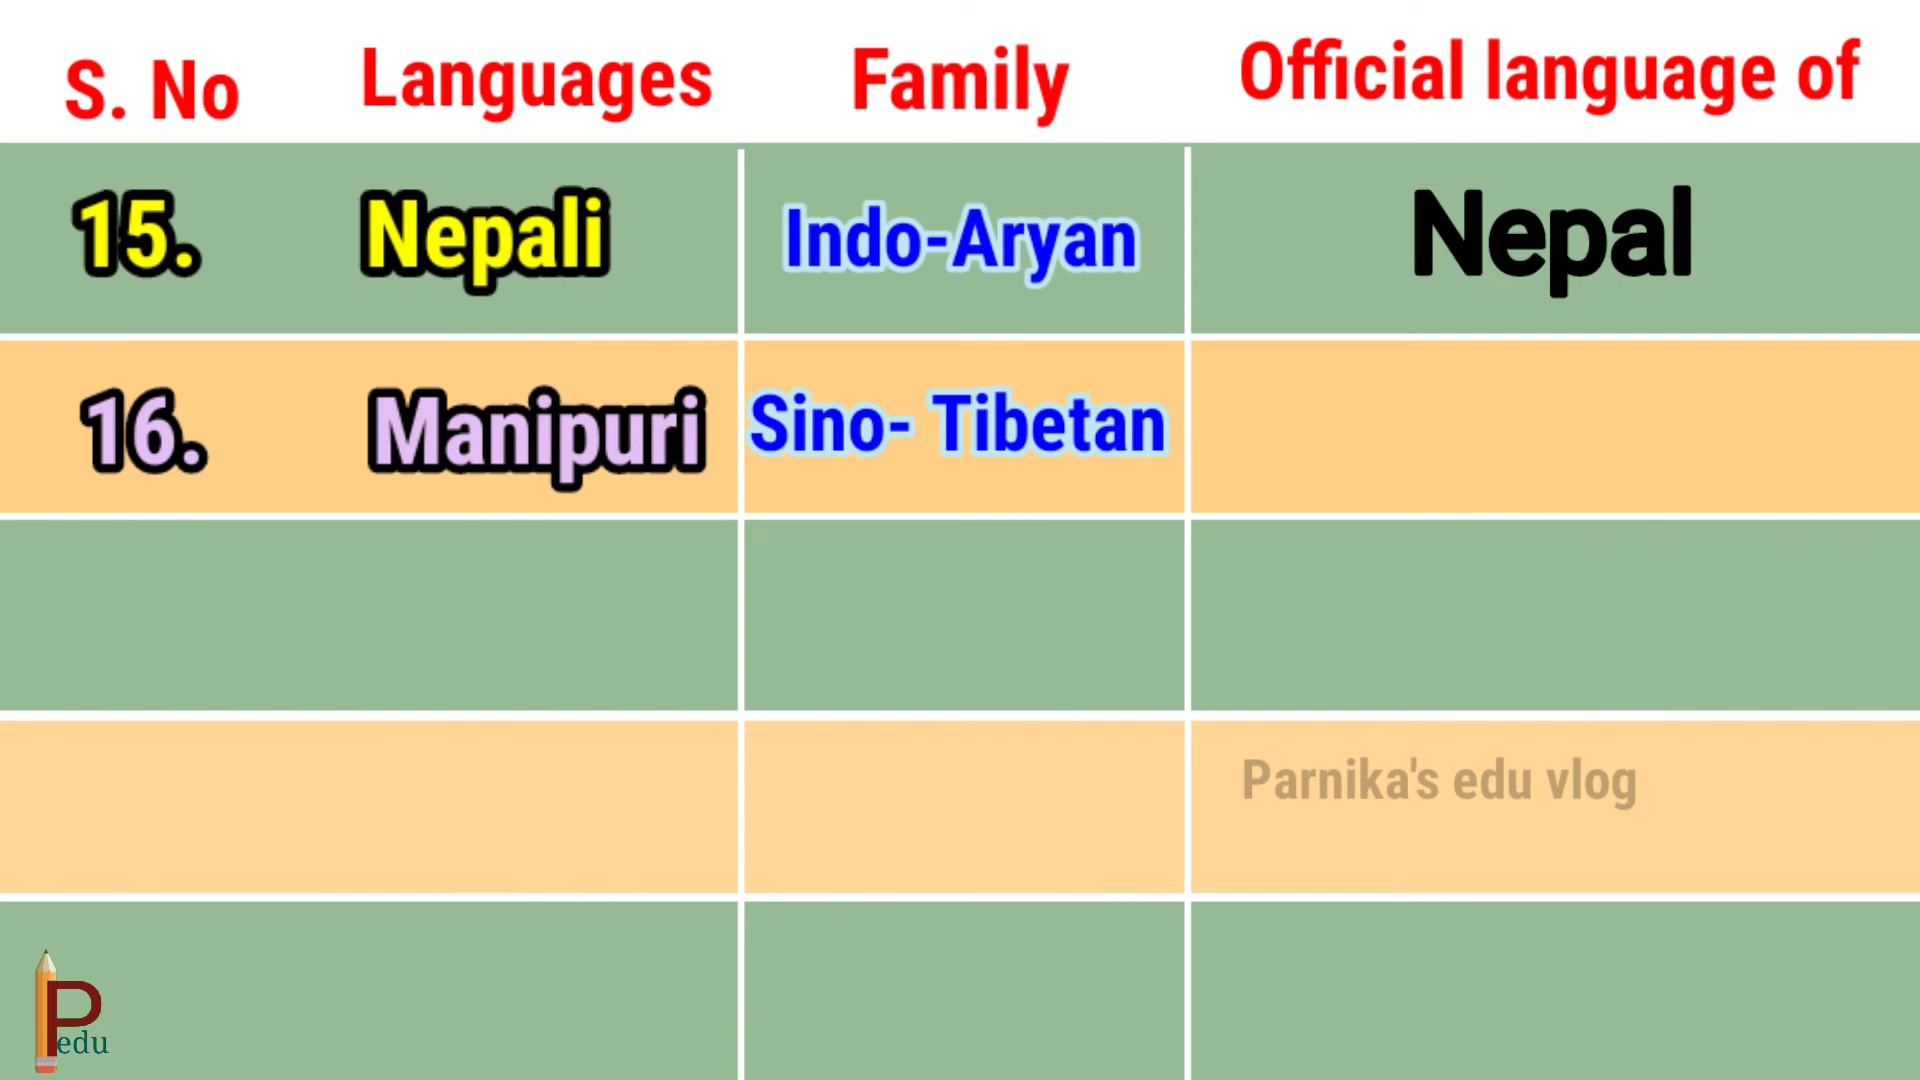 S. No Languages Family Official language of
15. Nepali Indo-Aryan Nepal
16. Manipuri Sino- Tibetan
Parnika's edu vlog
P
edu